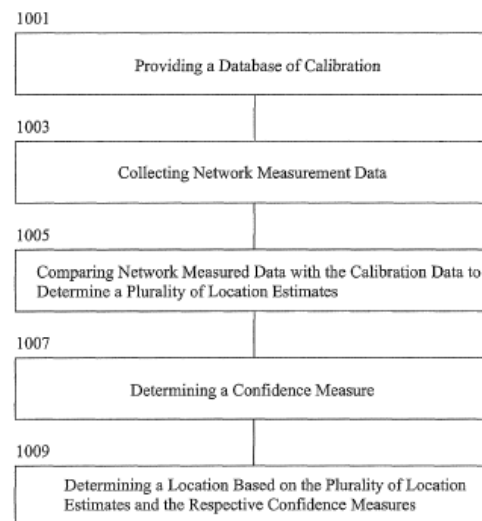 1001
Providing a Database of Calibration
1003
Collecting Network Measurement Data
1005
Comparing Network Measured Data with the Calibration Data to
Determine a Plurality of Location Estimates
1007
Determining a Confidence Measure
1009
Determining a Location Based on the Plurality of Location
Estimates and the Respective Confidence Measures